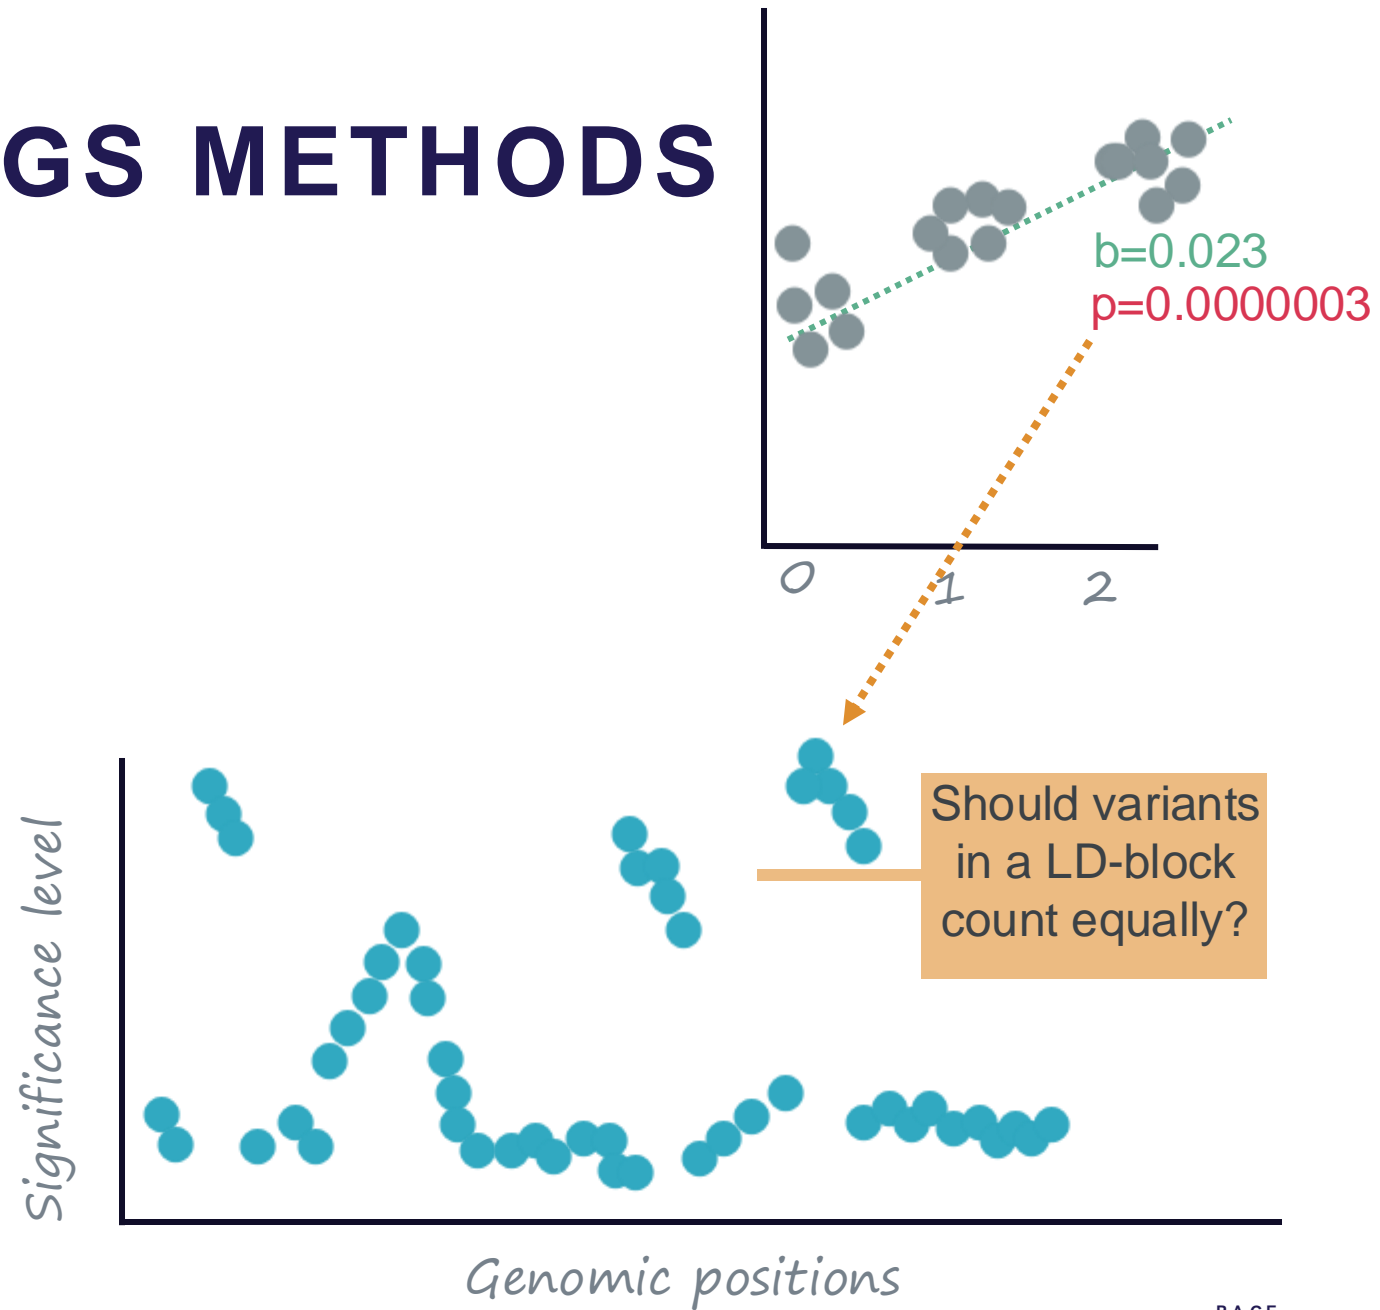 GS METHODS
b=0.023
p=0.0000003
0 1 2
Should variants
in a LD-block
count equally?
Significance level
Genomic positions